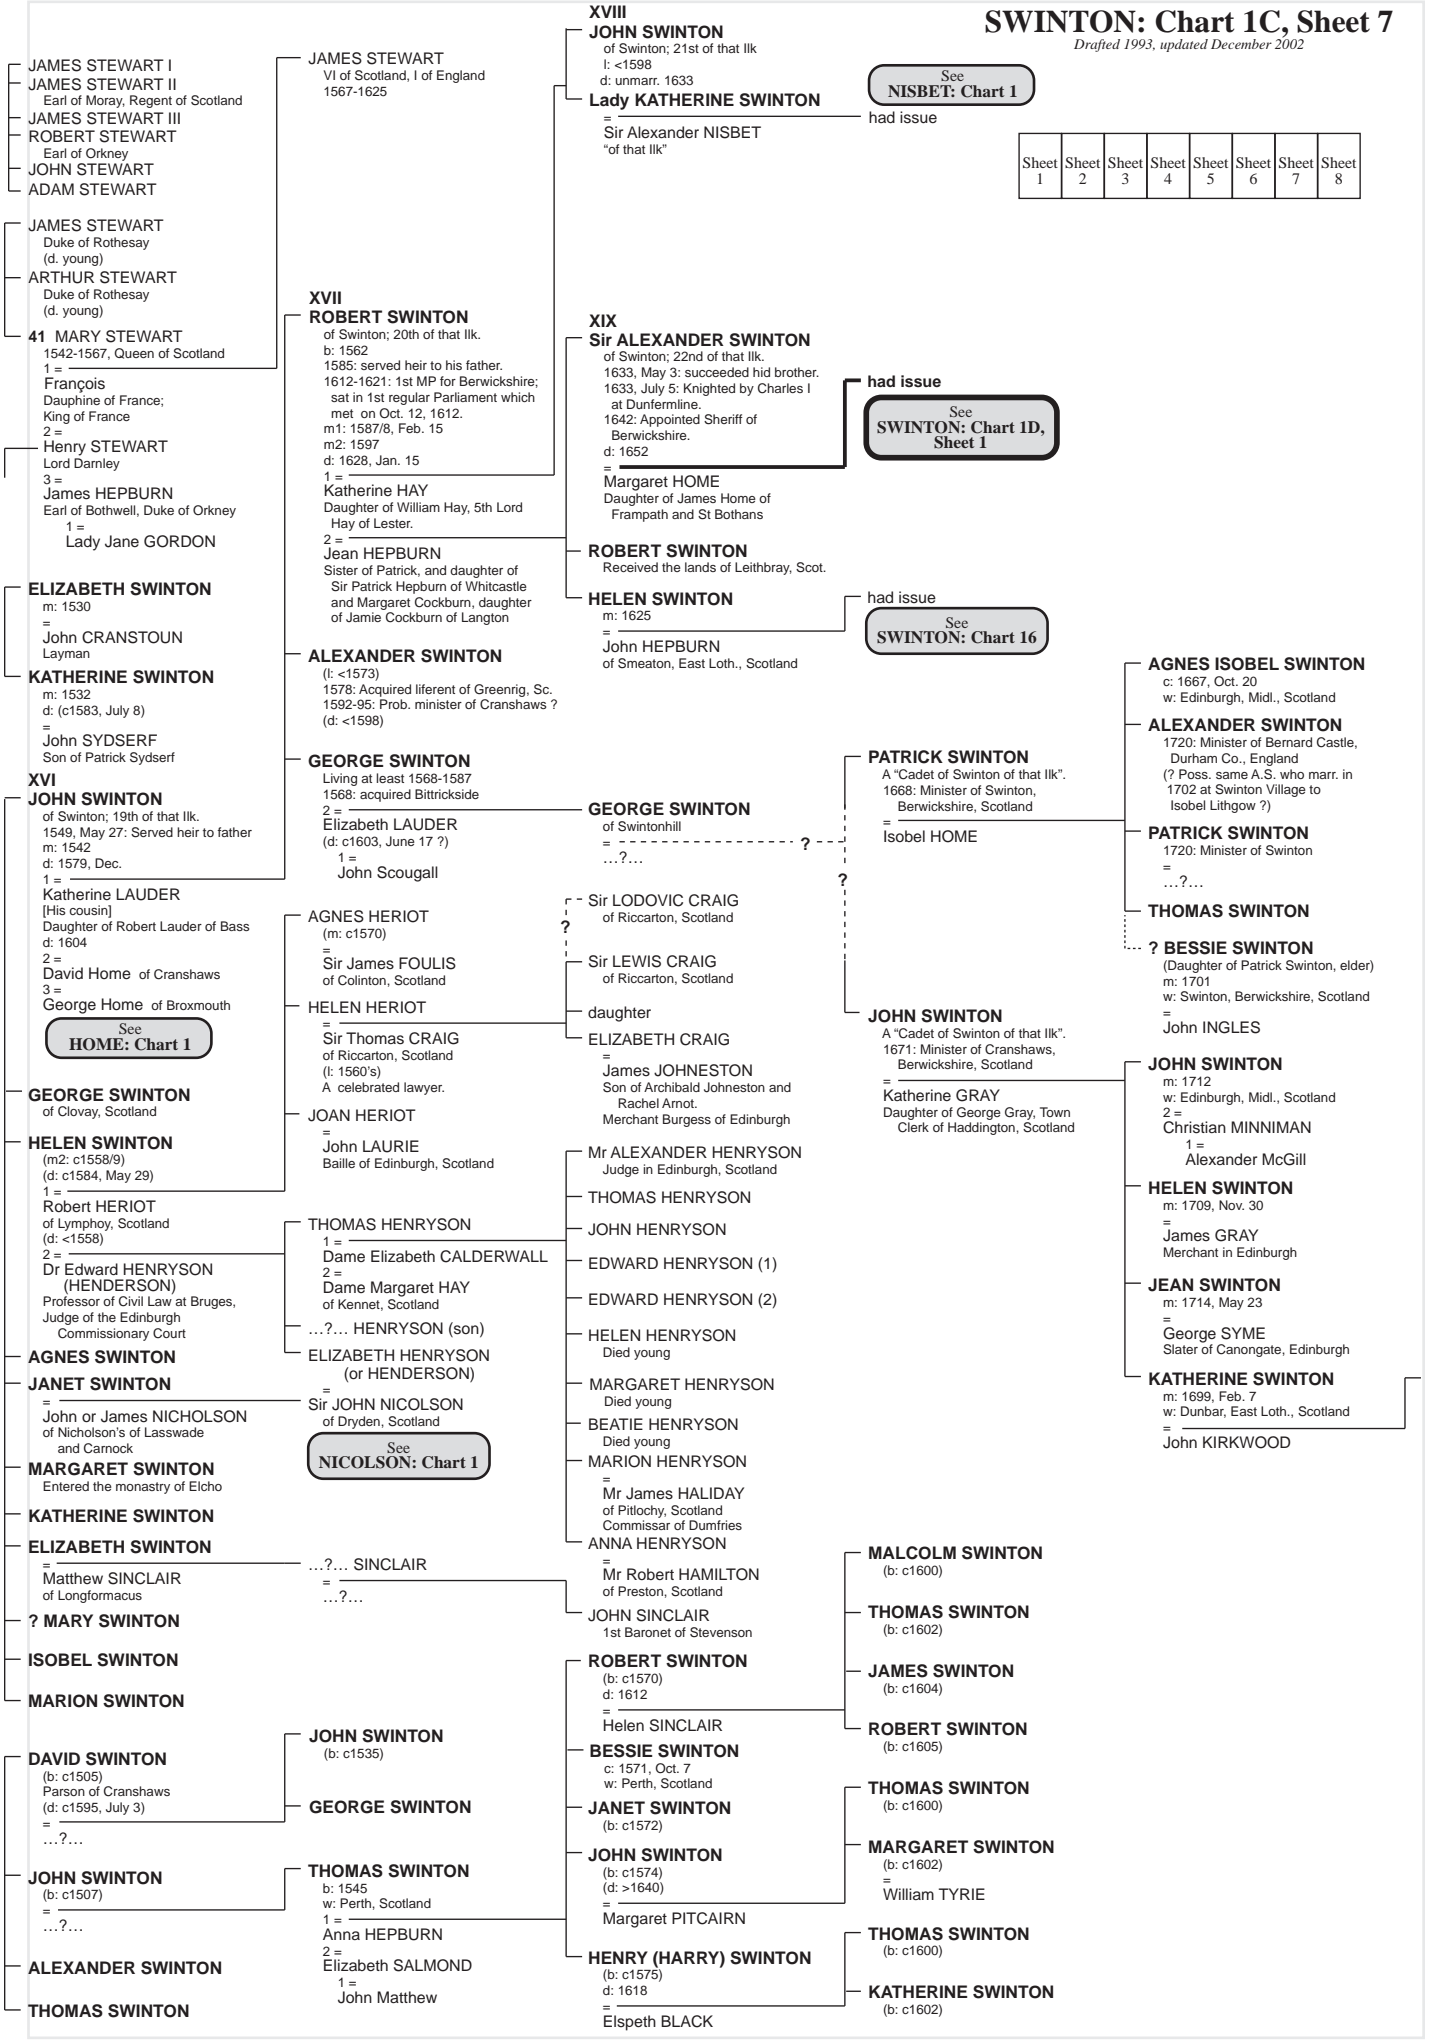 SWINTON: Chart 1C, Sheet 7
Drafted 1993, updated December 2002
Sheet 1
Sheet 2
Sheet 3
Sheet 4
Sheet 5
Sheet 6
Sheet 7
Sheet 8
JAMES STEWART I
JAMES STEWART II
Earl of Moray, Regent of Scotland
JAMES STEWART III
ROBERT STEWART
Earl of Orkney
JOHN STEWART
ADAM STEWART
JAMES STEWART
Duke of Rothesay
(d. young)
ARTHUR STEWART
Duke of Rothesay
(d. young)
41 MARY STEWART
1542-1567, Queen of Scotland
1 =
François
Dauphine of France;
King of France
2 =
Henry STEWART
Lord Darnley
3 =
James HEPBURN
Earl of Bothwell, Duke of Orkney
1 =
Lady Jane GORDON
ELIZABETH SWINTON
m: 1530
=
John CRANSTOUN
Layman
KATHERINE SWINTON
m: 1532
d: (c1583, July 8)
=
John SYDSERF
Son of Patrick Sydserf
XVI
JOHN SWINTON
of Swinton; 19th of that Ilk.
1549, May 27: Served heir to father
m: 1542
d: 1579, Dec.
1 =
Katherine LAUDER
[His cousin]
Daughter of Robert Lauder of Bass
d: 1604
2 =
David Home of Cranshaws
3 =
George Home of Broxmouth
See
HOME: Chart 1
GEORGE SWINTON
of Clovay, Scotland
HELEN SWINTON
(m2: c1558/9)
(d: c1584, May 29)
1 =
Robert HERIOT
of Lymphoy, Scotland
(d: <1558)
2 =
Dr Edward HENRYSON
(HENDERSON)
Professor of Civil Law at Bruges,
Judge of the Edinburgh
Commissionary Court
AGNES SWINTON
JANET SWINTON
=
John or James NICHOLSON
of Nicholson's of Lasswade
and Carnock
MARGARET SWINTON
Entered the monastry of Elcho
KATHERINE SWINTON
ELIZABETH SWINTON
=
Matthew SINCLAIR
of Longformacus
? MARY SWINTON
ISOBEL SWINTON
MARION SWINTON
DAVID SWINTON
(b: c1505)
Parson of Cranshaws
(d: c1595, July 3)
=
…?…
JOHN SWINTON
(b: c1507)
=
…?…
ALEXANDER SWINTON
THOMAS SWINTON
JAMES STEWART
VI of Scotland, I of England
1567-1625
XVII
ROBERT SWINTON
of Swinton; 20th of that Ilk.
b: 1562
1585: served heir to his father.
1612-1621: 1st MP for Berwickshire;
sat in 1st regular Parliament which
met on Oct. 12, 1612.
m1: 1587/8, Feb. 15
m2: 1597
d: 1628, Jan. 15
1 =
Katherine HAY
Daughter of William Hay, 5th Lord
Hay of Lester.
2 =
Jean HEPBURN
Sister of Patrick, and daughter of
Sir Patrick Hepburn of Whitcastle
and Margaret Cockburn, daughter
of Jamie Cockburn of Langton
ALEXANDER SWINTON
(l: <1573)
1578: Acquired liferent of Greenrig, Sc.
1592-95: Prob. minister of Cranshaws ?
(d: <1598)
GEORGE SWINTON
Living at least 1568-1587
1568: acquired Bittrickside
2 =
Elizabeth LAUDER
(d: c1603, June 17 ?)
1 =
John Scougall
AGNES HERIOT
(m: c1570)
=
Sir James FOULIS
of Colinton, Scotland
HELEN HERIOT
=
Sir Thomas CRAIG
of Riccarton, Scotland
(l: 1560's)
A celebrated lawyer.
JOAN HERIOT
=
John LAURIE
Baille of Edinburgh, Scotland
THOMAS HENRYSON
1 =
Dame Elizabeth CALDERWALL
2 =
Dame Margaret HAY
of Kennet, Scotland
…?… HENRYSON (son)
ELIZABETH HENRYSON
(or HENDERSON)
=
Sir JOHN NICOLSON
of Dryden, Scotland
See
NICOLSON: Chart 1
…?… SINCLAIR
=
…?…
JOHN SWINTON
(b: c1535)
GEORGE SWINTON
THOMAS SWINTON
b: 1545
w: Perth, Scotland
1 =
Anna HEPBURN
2 =
Elizabeth SALMOND
1 =
John Matthew
XVIII
JOHN SWINTON
of Swinton; 21st of that Ilk
l: <1598
d: unmarr. 1633
Lady KATHERINE SWINTON
=
Sir Alexander NISBET
“of that Ilk”
XIX
Sir ALEXANDER SWINTON
of Swinton; 22nd of that Ilk.
1633, May 3: succeeded hid brother.
1633, July 5: Knighted by Charles I
at Dunfermline.
1642: Appointed Sheriff of
Berwickshire.
d: 1652
=
Margaret HOME
Daughter of James Home of
Frampath and St Bothans
ROBERT SWINTON
Received the lands of Leithbray, Scot.
HELEN SWINTON
m: 1625
=
John HEPBURN
of Smeaton, East Loth., Scotland
GEORGE SWINTON
of Swintonhill
=
?
…?…
?
Sir LODOVIC CRAIG
of Riccarton, Scotland
?
Sir LEWIS CRAIG
of Riccarton, Scotland
daughter
ELIZABETH CRAIG
=
James JOHNESTON
Son of Archibald Johneston and
Rachel Arnot.
Merchant Burgess of Edinburgh
Mr ALEXANDER HENRYSON
Judge in Edinburgh, Scotland
THOMAS HENRYSON
JOHN HENRYSON
EDWARD HENRYSON (1)
EDWARD HENRYSON (2)
HELEN HENRYSON
Died young
MARGARET HENRYSON
Died young
BEATIE HENRYSON
Died young
MARION HENRYSON
=
Mr James HALIDAY
of Pitlochy, Scotland
Commissar of Dumfries
ANNA HENRYSON
=
Mr Robert HAMILTON
of Preston, Scotland
JOHN SINCLAIR
1st Baronet of Stevenson
ROBERT SWINTON
(b: c1570)
d: 1612
=
Helen SINCLAIR
BESSIE SWINTON
c: 1571, Oct. 7
w: Perth, Scotland
JANET SWINTON
(b: c1572)
JOHN SWINTON
(b: c1574)
(d: >1640)
=
Margaret PITCAIRN
HENRY (HARRY) SWINTON
(b: c1575)
d: 1618
=
Elspeth BLACK
See
NISBET: Chart 1
had issue
had issue
See
SWINTON: Chart 1D,
Sheet 1
had issue
See
SWINTON: Chart 16
PATRICK SWINTON
A “Cadet of Swinton of that Ilk”.
1668: Minister of Swinton,
Berwickshire, Scotland
=
Isobel HOME
JOHN SWINTON
A “Cadet of Swinton of that Ilk”.
1671: Minister of Cranshaws,
Berwickshire, Scotland
=
Katherine GRAY
Daughter of George Gray, Town
Clerk of Haddington, Scotland
MALCOLM SWINTON
(b: c1600)
THOMAS SWINTON
(b: c1602)
JAMES SWINTON
(b: c1604)
ROBERT SWINTON
(b: c1605)
THOMAS SWINTON
(b: c1600)
MARGARET SWINTON
(b: c1602)
=
William TYRIE
THOMAS SWINTON
(b: c1600)
KATHERINE SWINTON
(b: c1602)
AGNES ISOBEL SWINTON
c: 1667, Oct. 20
w: Edinburgh, Midl., Scotland
ALEXANDER SWINTON
1720: Minister of Bernard Castle,
Durham Co., England
(? Poss. same A.S. who marr. in
1702 at Swinton Village to
Isobel Lithgow ?)
PATRICK SWINTON
1720: Minister of Swinton
=
…?…
THOMAS SWINTON
? BESSIE SWINTON
(Daughter of Patrick Swinton, elder)
m: 1701
w: Swinton, Berwickshire, Scotland
=
John INGLES
JOHN SWINTON
m: 1712
w: Edinburgh, Midl., Scotland
2 =
Christian MINNIMAN
1 =
Alexander McGill
HELEN SWINTON
m: 1709, Nov. 30
=
James GRAY
Merchant in Edinburgh
JEAN SWINTON
m: 1714, May 23
=
George SYME
Slater of Canongate, Edinburgh
KATHERINE SWINTON
m: 1699, Feb. 7
w: Dunbar, East Loth., Scotland
=
John KIRKWOOD